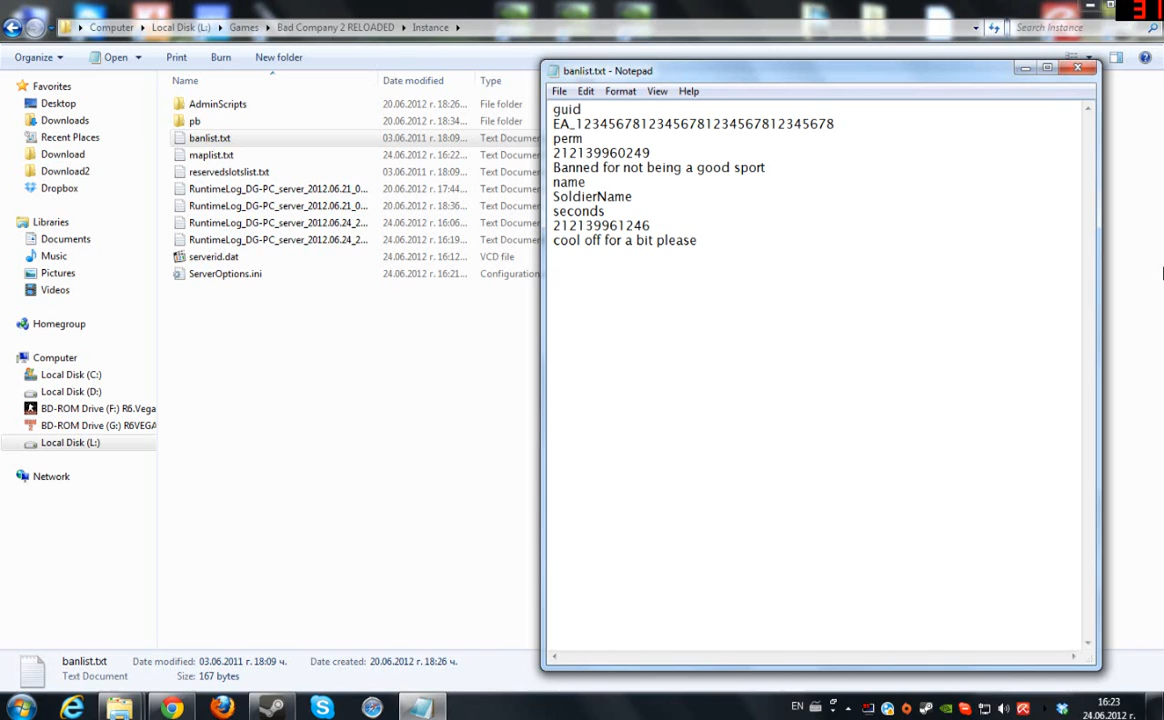 31
Computer ▸ Local Disk (L:) ▸ Games ▸ Bad Company 2 RELOADED ▸ Instance ▸
Search Instance
Organize
Open
Print
Burn
New folder
Favorites
Desktop
Downloads
Recent Places
Download
Download2
Dropbox
Libraries
Documents
Music
Pictures
Videos
Homegroup
Computer
Local Disk (C:)
Local Disk (D:)
BD-ROM Drive (F:) R6.Vega
BD-ROM Drive (G:) R6VEGA
Local Disk (L:)
Network
Name Date modified Type
AdminScripts 20.06.2012 г. 18:26... File folder
pb 20.06.2012 г. 18:34... File folder
banlist.txt 03.06.2011 г. 18:09... Text Documen
maplist.txt 24.06.2012 г. 16:22... Text Documen
reservedslotslist.txt 03.06.2011 г. 18:09... Text Documen
RuntimeLog_DG-PC_server_2012.06.21_0... 20.06.2012 г. 17:44... Text Documen
RuntimeLog_DG-PC_server_2012.06.21_0... 20.06.2012 г. 18:36... Text Documen
RuntimeLog_DG-PC_server_2012.06.24_2... 24.06.2012 г. 16:06... Text Documen
RuntimeLog_DG-PC_server_2012.06.24_2... 24.06.2012 г. 16:19... Text Documen
serverid.dat 24.06.2012 г. 16:12... VCD file
ServerOptions.ini 24.06.2012 г. 16:21... Configuration
banlist.txt - Notepad
File Edit Format View Help
guid
EA_12345678123456781234567812345678
perm
212139960249
Banned for not being a good sport
name
SoldierName
seconds
212139961246
cool off for a bit please
banlist.txt Date modified: 03.06.2011 г. 18:09 ч. Date created: 20.06.2012 г. 18:26 ч.
Text Document Size: 167 bytes
EN
16:23
24.06.2012 г.